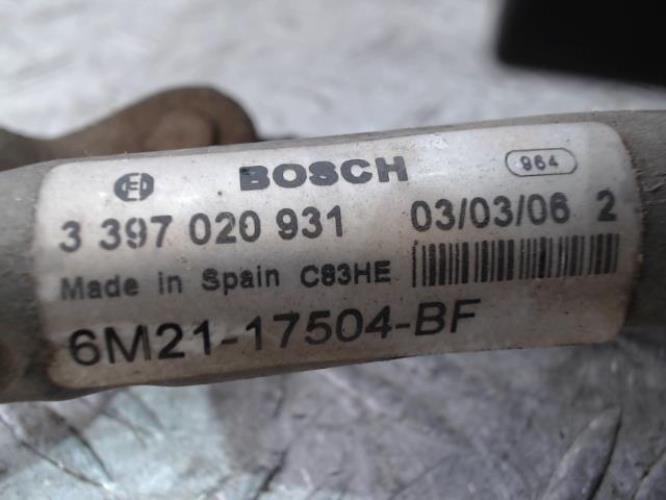 BOSCH 964
3 397 020 931 03/03/06 2
Made in Spain C83HE
6M21-17504-BF